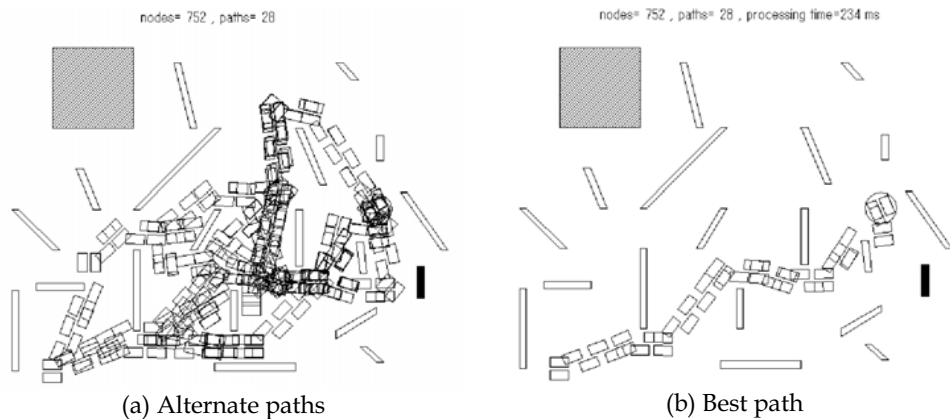 nodes= 752 , paths= 28
nodes= 752 , paths= 28 , processing time=234 ms
(a) Alternate paths
(b) Best path